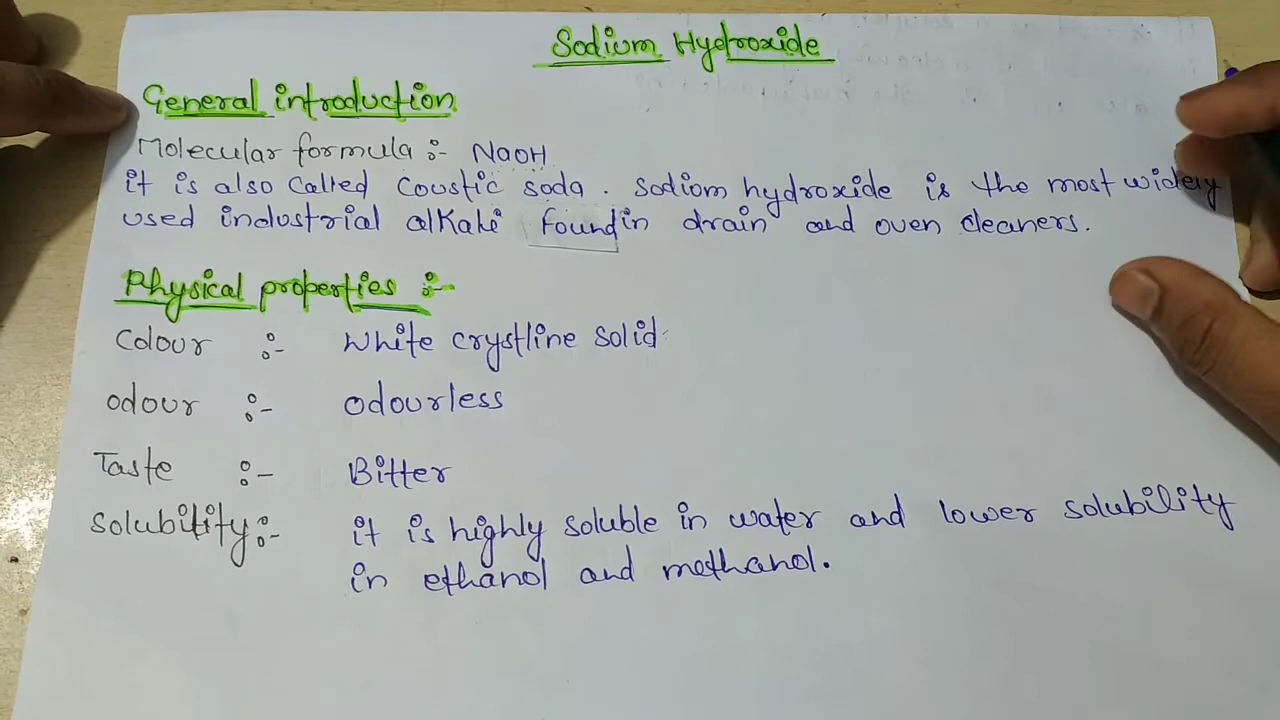 Sodium Hydroxide
General introduction
Molecular formula :- NaOH
it is also called Coustic soda. Sodium hydroxide is the most widely
used industrial alkali found in drain and oven cleaners.
Physical properties :-
Colour :- White crystline solid
odour :- odourless
Taste :- Bitter
Solubility :- it is highly soluble in water and lower solubility
in ethanol and methanol.